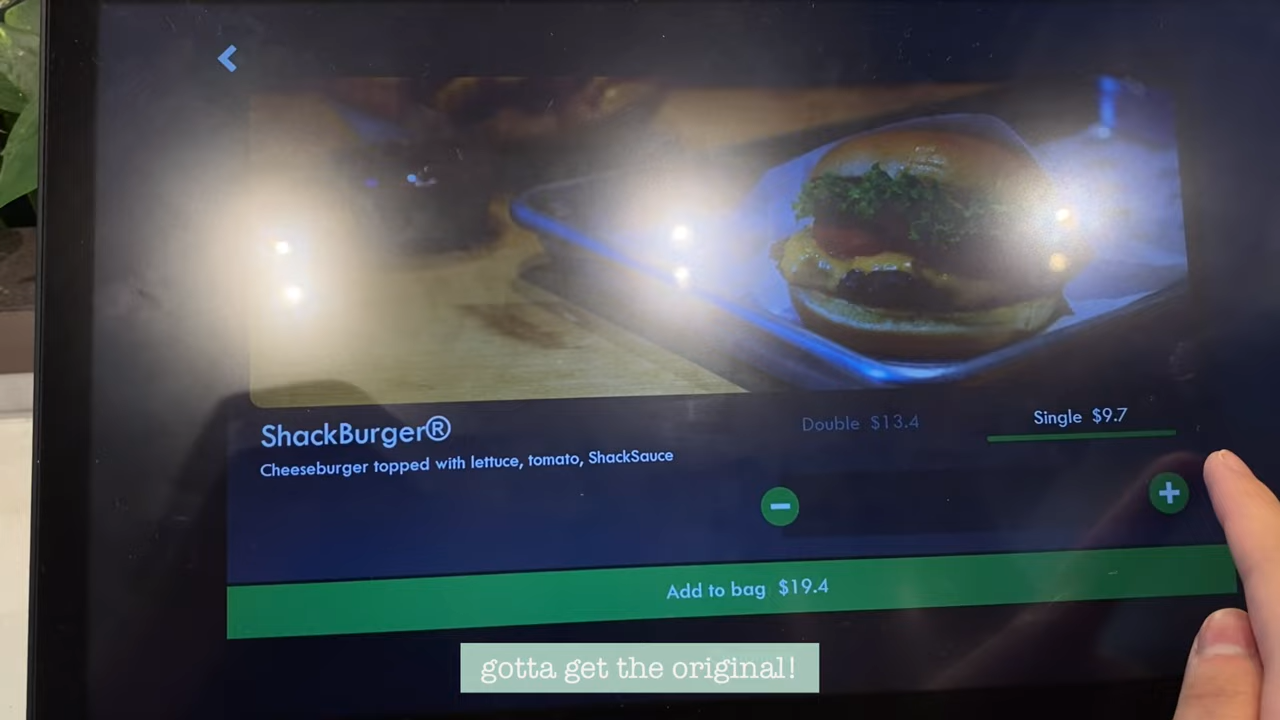 ShackBurger®
Double $13.4
Single $9.7
Cheeseburger topped with lettuce, tomato, ShackSauce
Add to bag $19.4
gotta get the original!